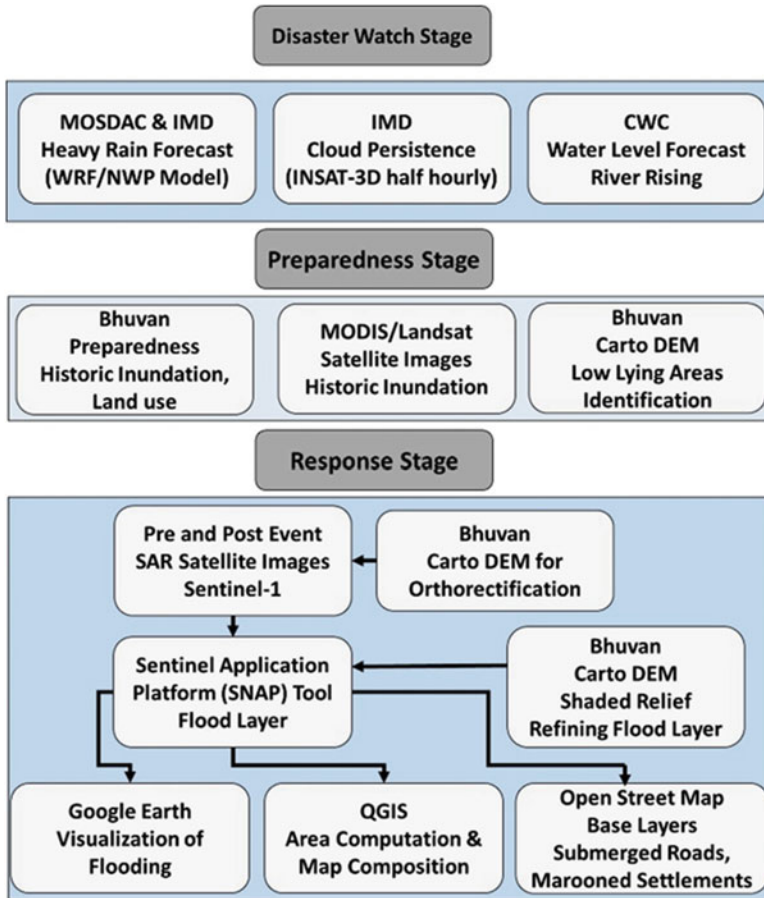 Disaster Watch Stage
MOSDAC & IMD
Heavy Rain Forecast
(WRF/NWP Model)
IMD
Cloud Persistence
(INSAT-3D half hourly)
CWC
Water Level Forecast
River Rising
Preparedness Stage
Bhuvan
Preparedness
Historic Inundation,
Land use
MODIS/Landsat
Satellite Images
Historic Inundation
Bhuvan
Carto DEM
Low Lying Areas
Identification
Response Stage
Pre and Post Event
SAR Satellite Images
Sentinel-1
Bhuvan
Carto DEM for
Orthorectification
Sentinel Application
Platform (SNAP) Tool
Flood Layer
Bhuvan
Carto DEM
Shaded Relief
Refining Flood Layer
Google Earth
Visualization of
Flooding
QGIS
Area Computation &
Map Composition
Open Street Map
Base Layers
Submerged Roads,
Marooned Settlements